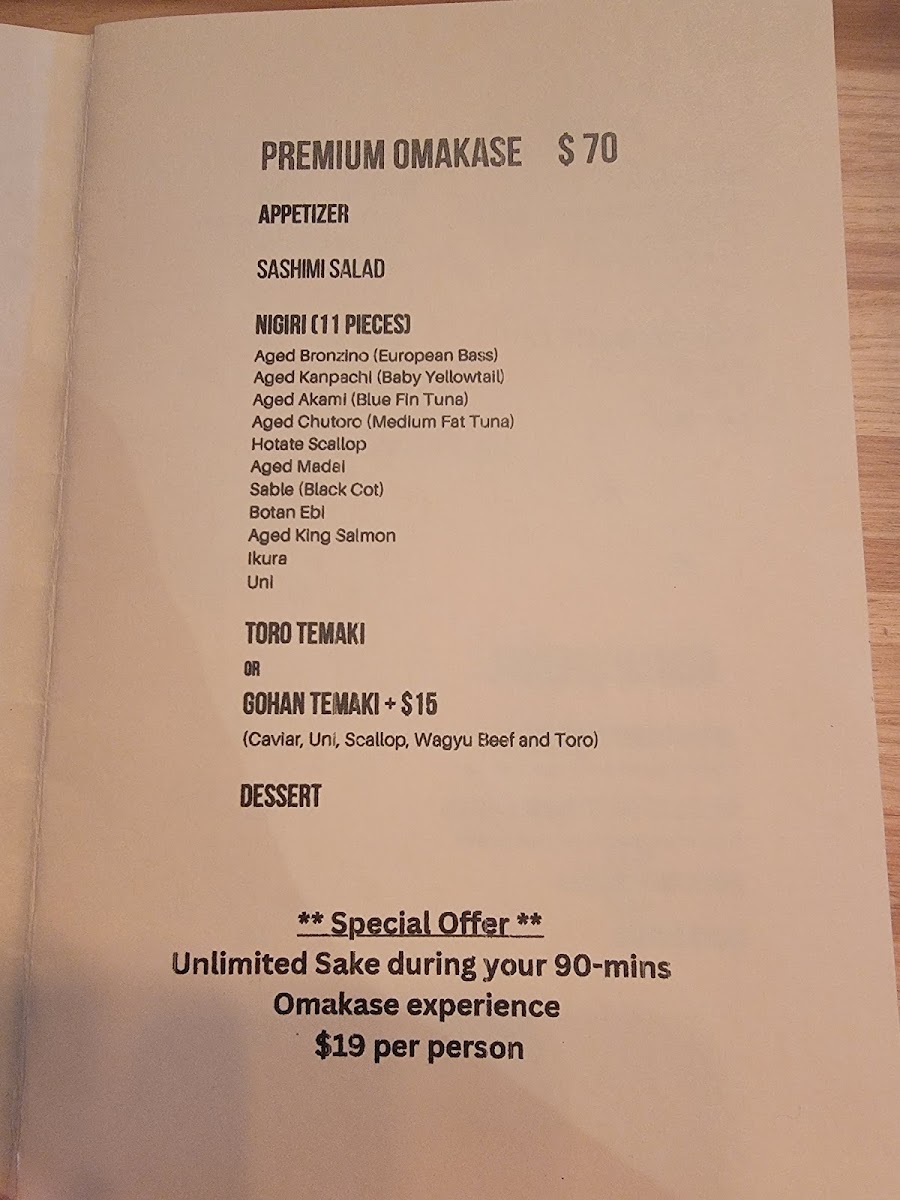 PREMIUM OMAKASE $ 70
APPETIZER
SASHIMI SALAD
NIGIRI (11 PIECES)
Aged Bronzino (European Bass)
Aged Kanpachi (Baby Yellowtail)
Aged Akami (Blue Fin Tuna)
Aged Chutoro (Medium Fat Tuna)
Hotate Scallop
Aged Madai
Sable (Black Cot)
Botan Ebi
Aged King Salmon
Ikura
Uni
TORO TEMAKI
OR
GOHAN TEMAKI + $15
(Caviar, Uni, Scallop, Wagyu Beef and Toro)
DESSERT
** Special Offer **
Unlimited Sake during your 90-mins
Omakase experience
$19 per person